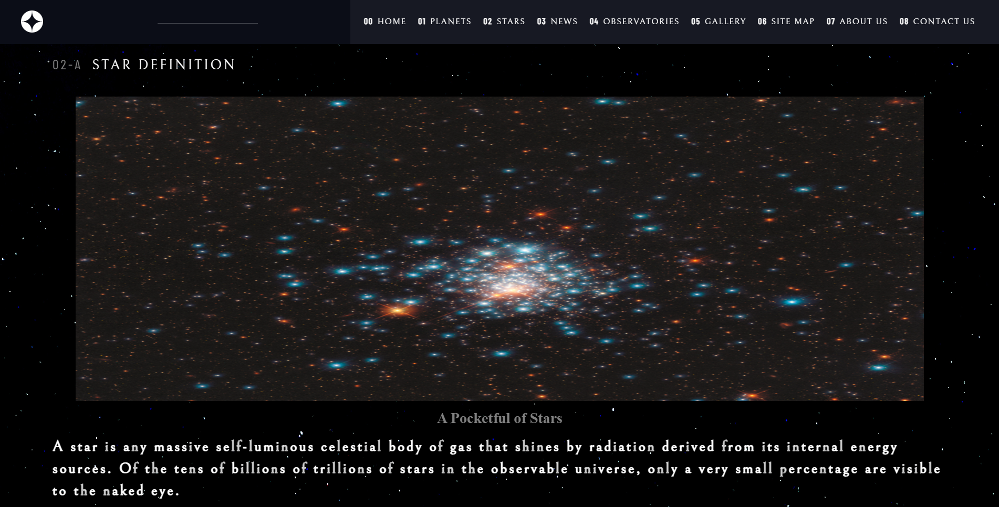 00 HOME 01 PLANETS 02 STARS 03 NEWS 04 OBSERVATORIES 05 GALLERY 06 SITE MAP 07 ABOUT US 08 CONTACT US
02-A STAR DEFINITION
A Pocketful of Stars
A star is any massive self-luminous celestial body of gas that shines by radiation derived from its internal energy
sources. Of the tens of billions of trillions of stars in the observable universe, only a very small percentage are visible
to the naked eye.